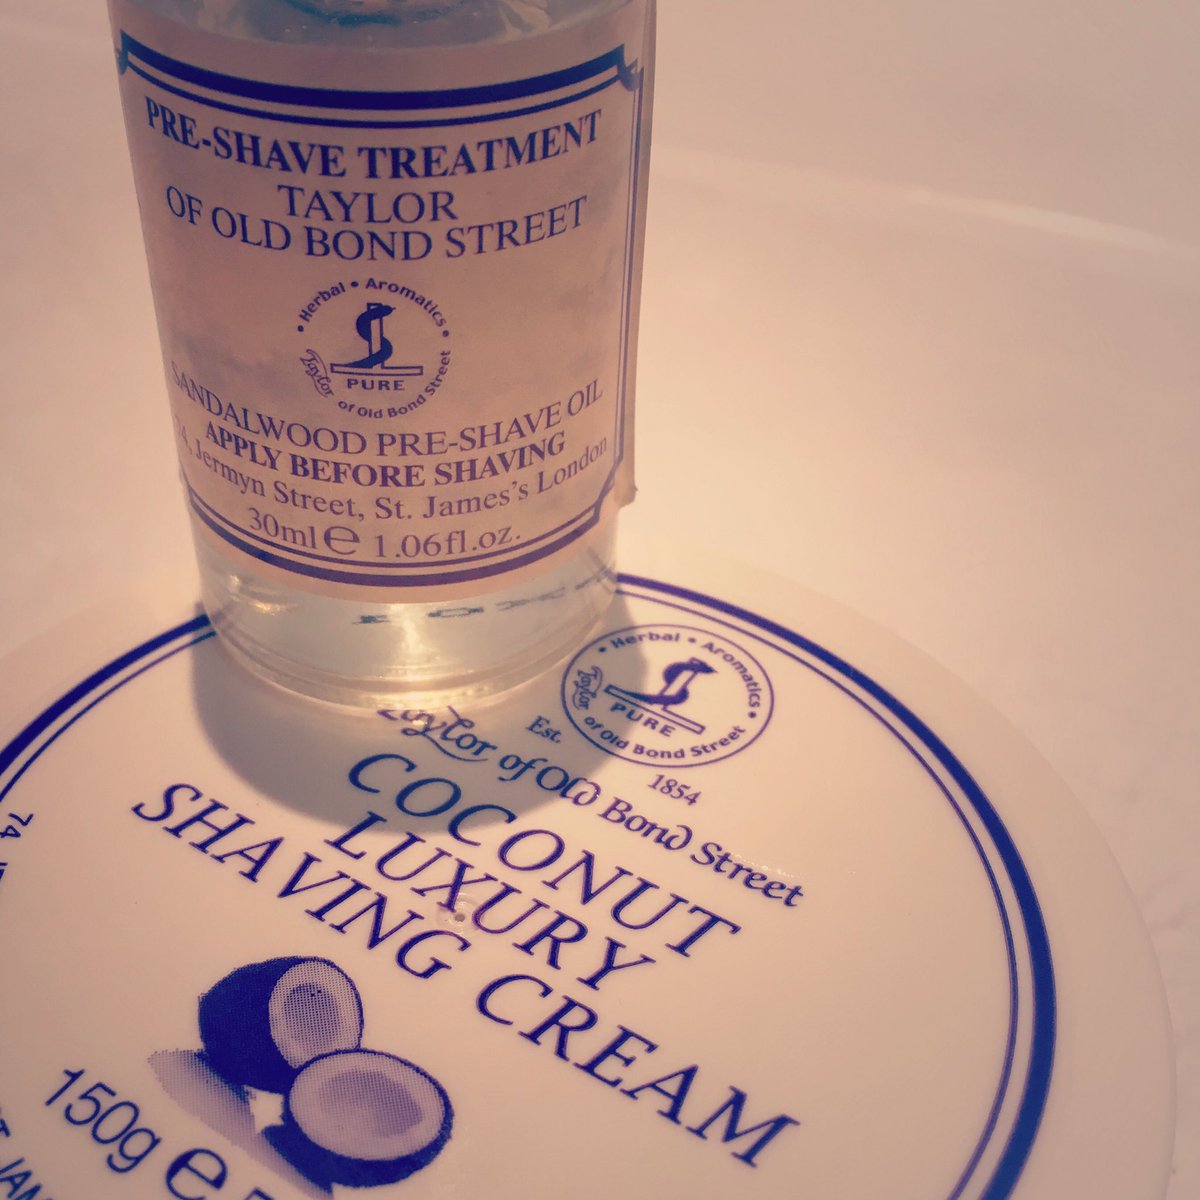 PRE-SHAVE TREATMENT
TAYLOR
OF OLD BOND STREET
• Herbal • Aromatics •
PURE
Taylor of Old Bond Street
SANDALWOOD PRE-SHAVE OIL
APPLY BEFORE SHAVING
74, Jermyn Street, St. James's London
30ml e 1.06fl.oz.
• Herbal • Aromatics •
PURE
Taylor of Old Bond Street
Est. 1854
Taylor of Old Bond Street
COCONUT
LUXURY
SHAVING CREAM
150g e
74